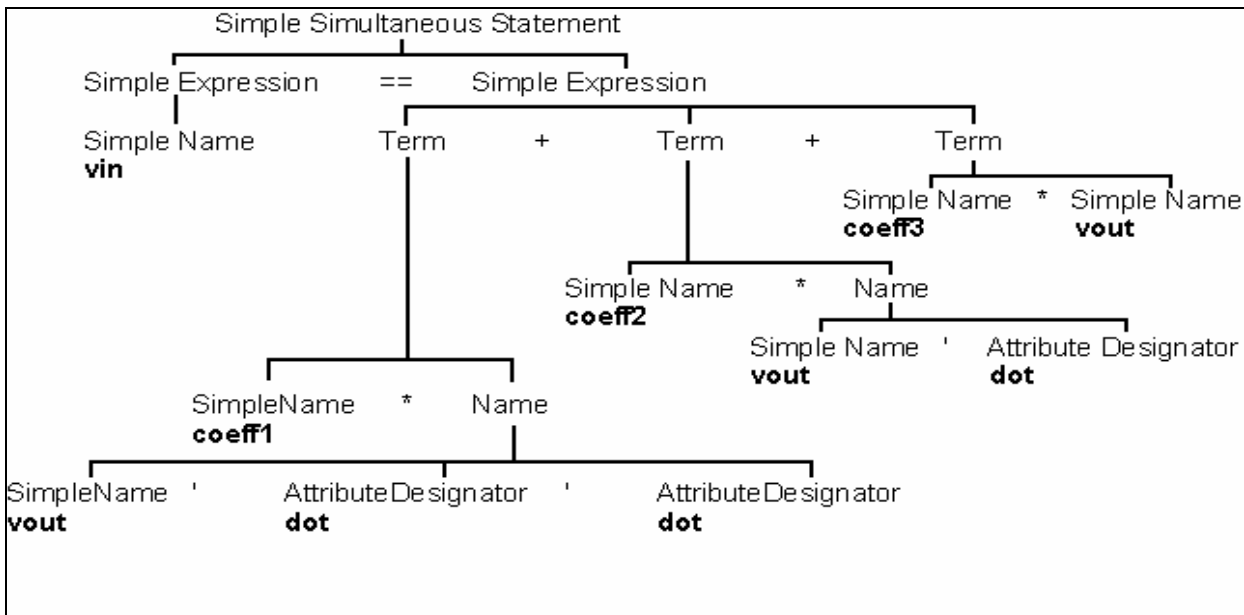 Simple Simultaneous Statement
Simple Expression == Simple Expression
Simple Name Term + Term + Term
vin
Simple Name * Simple Name
coeff3 vout
Simple Name * Name
coeff2
Simple Name ' Attribute Designator
vout dot
SimpleName * Name
coeff1
SimpleName ' AttributeDesignator ' AttributeDesignator
vout dot dot